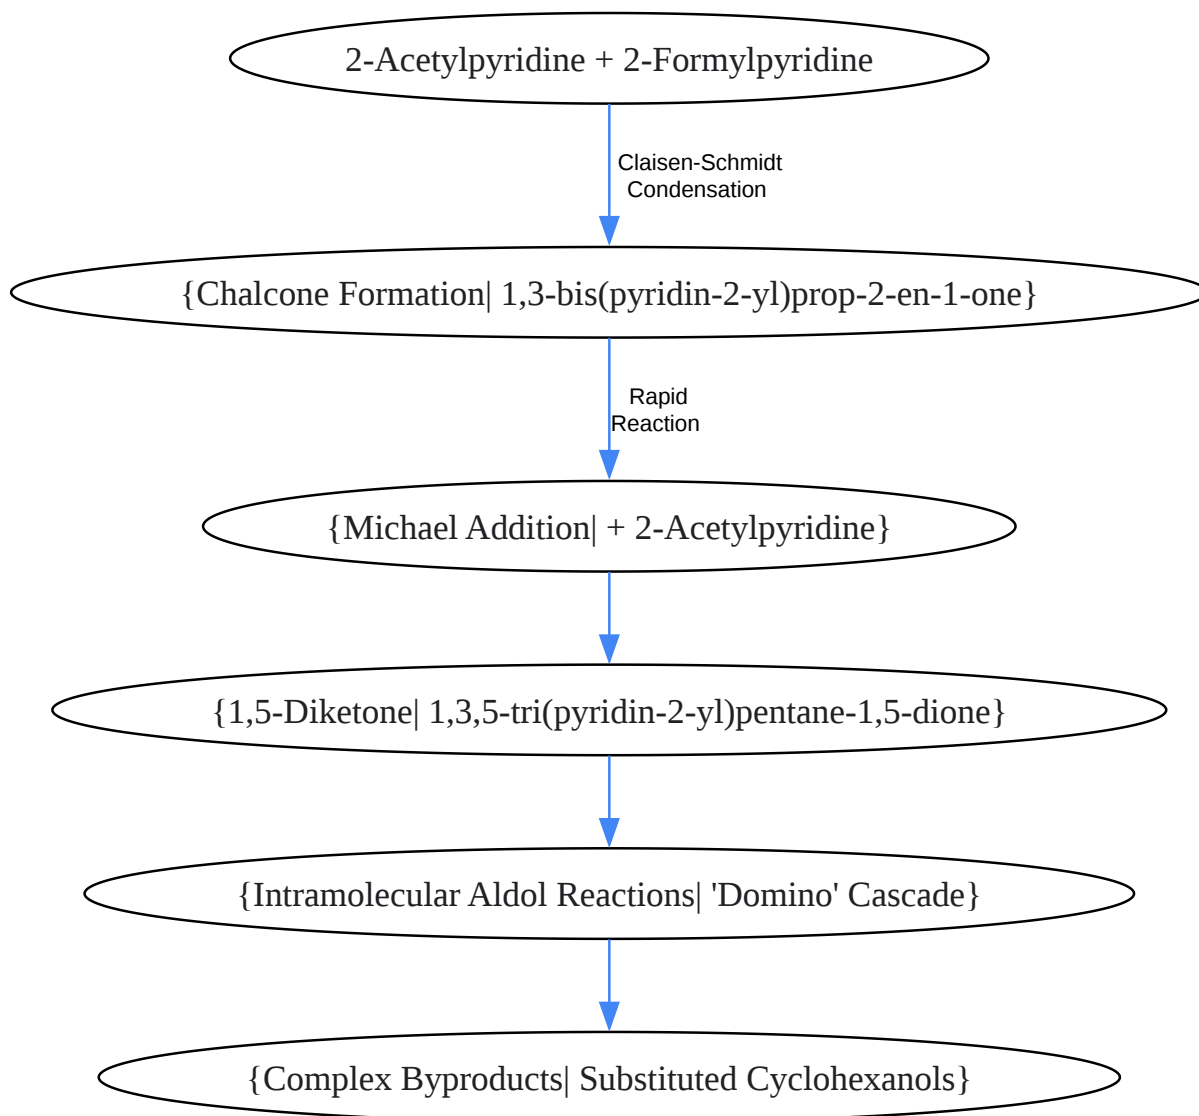 2-Acetylpyridine + 2-Formylpyridine
Claisen-Schmidt
Condensation
{Chalcone Formation| 1,3-bis(pyridin-2-yl)prop-2-en-1-one}
Rapid
Reaction
{Michael Addition| + 2-Acetylpyridine}
{1,5-Diketone| 1,3,5-tri(pyridin-2-yl)pentane-1,5-dione}
{Intramolecular Aldol Reactions| 'Domino' Cascade}
{Complex Byproducts| Substituted Cyclohexanols}